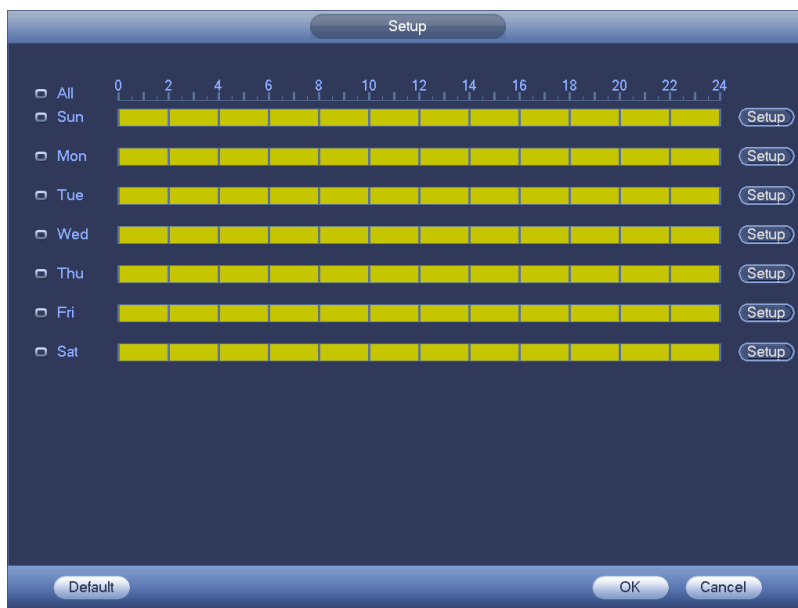 Setup
All 0 2 4 6 8 10 12 14 16 18 20 22 24
Sun Setup
Mon Setup
Tue Setup
Wed Setup
Thu Setup
Fri Setup
Sat Setup
Default OK Cancel